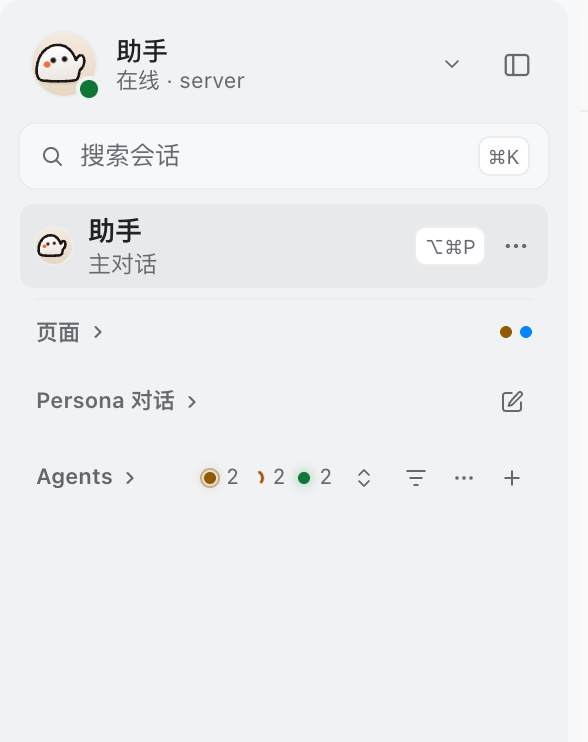 助手
在线 · server
搜索会话 ⌘K
助手
主对话
⌥⌘P
页面
Persona 对话
Agents 2 2 2